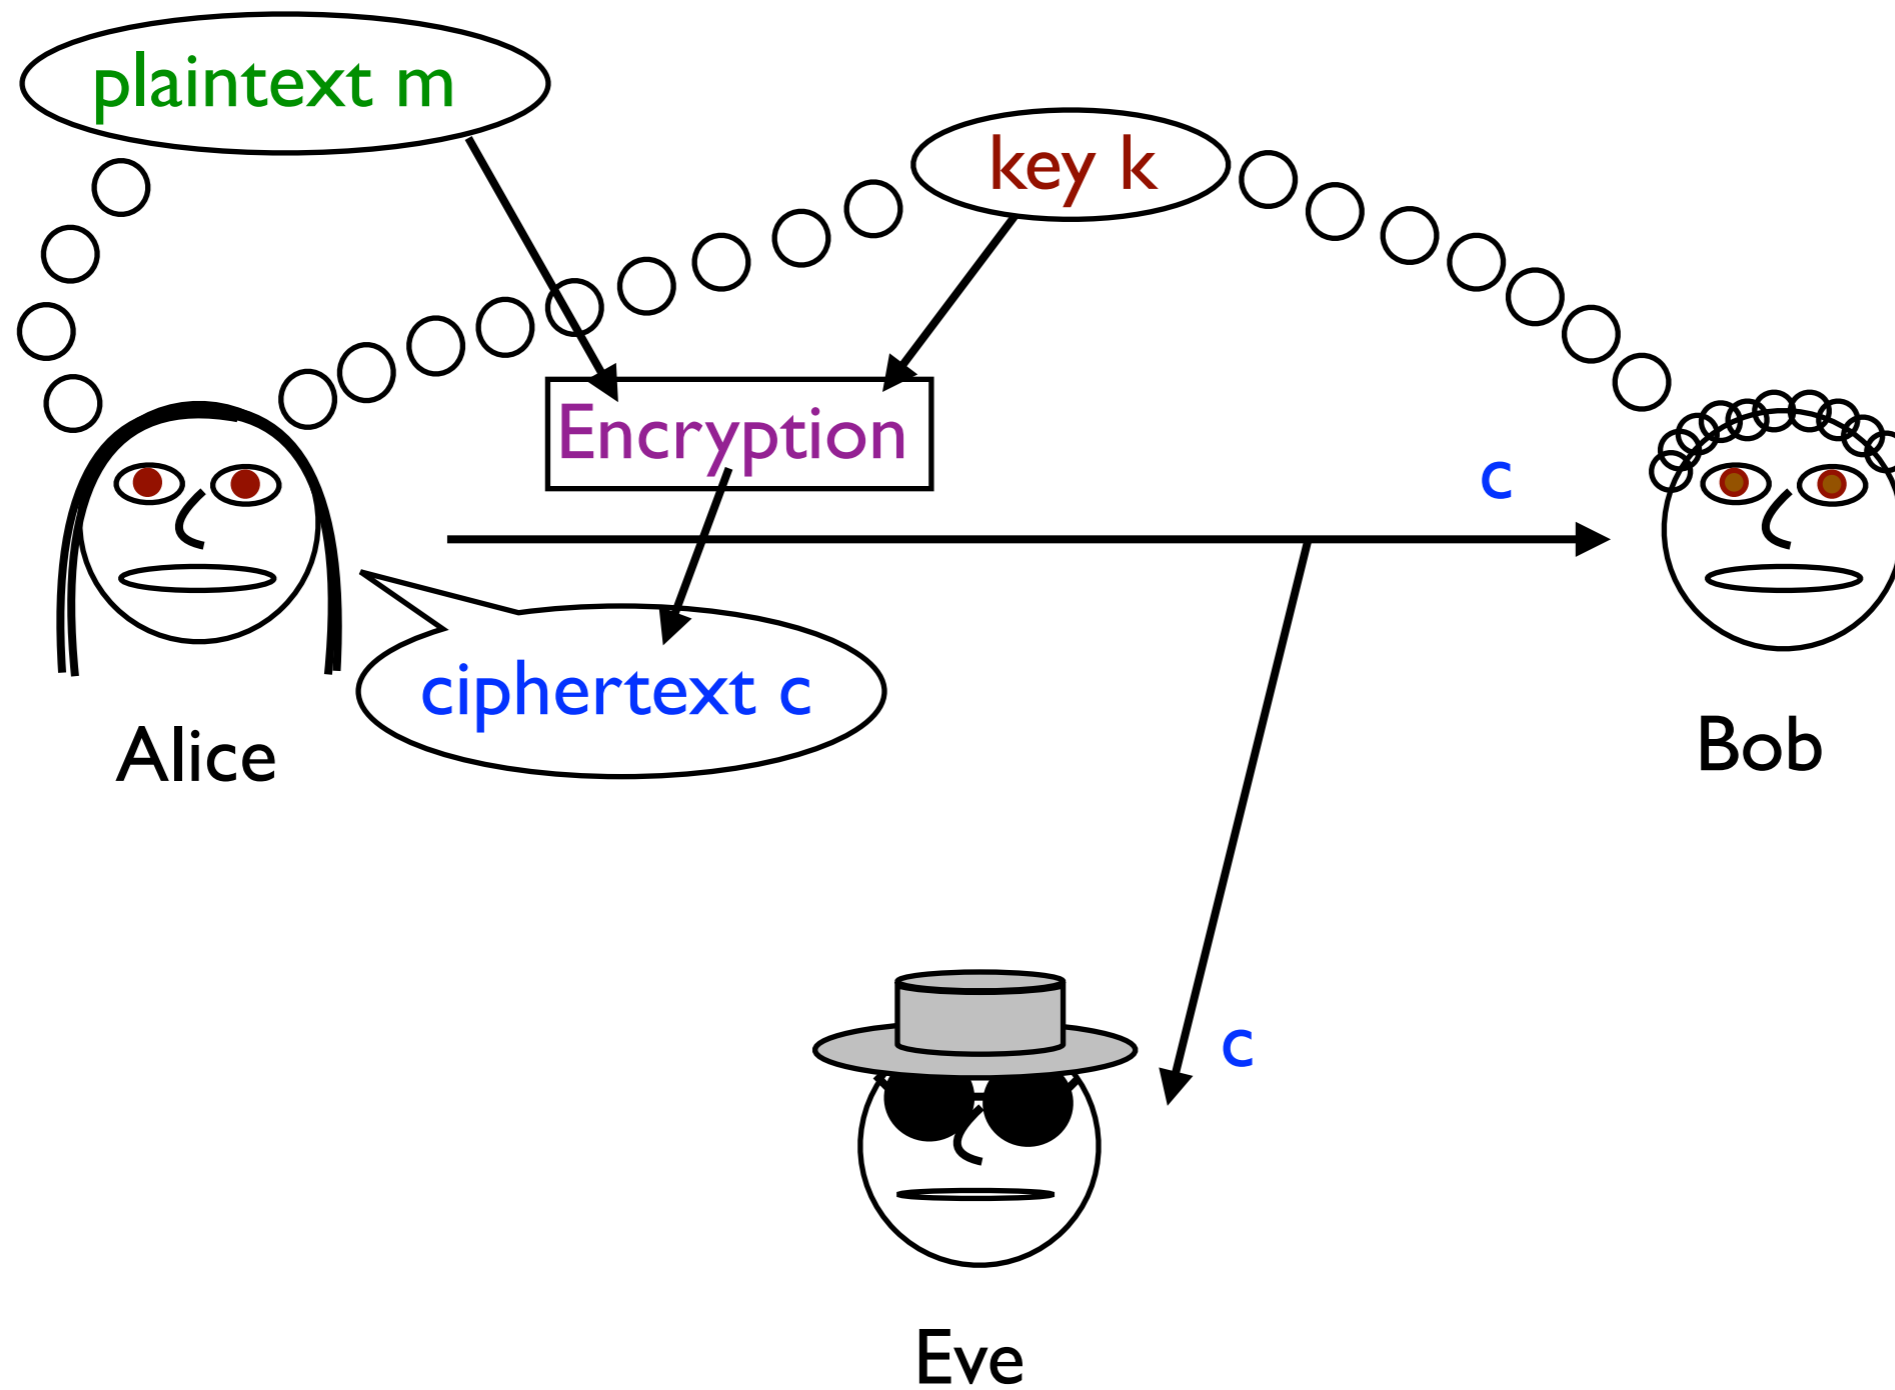 plaintext m
key k
Encryption
c
ciphertext c
Alice
Bob
c
Eve